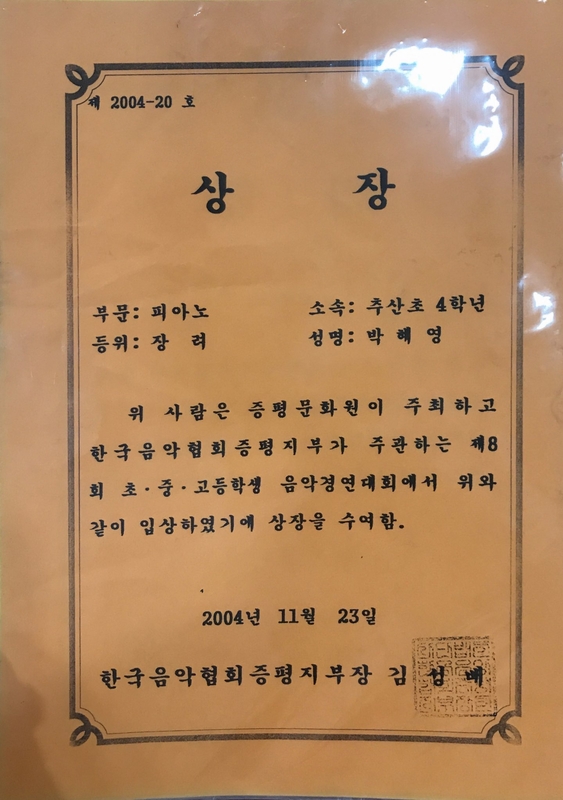 제 2004-20 호
상 장
부문: 피아노 소속: 추산초 4학년
등위: 장 려 성명: 박 혜 영
위 사람은 증평문화원이 주최하고
한국음악협회증평지부가 주관하는 제8
회 초·중·고등학생 음악경연대회에서 위와
같이 입상하였기에 상장을 수여함.
2004년 11월 23일
한국음악협회증평지부장 김 성 배